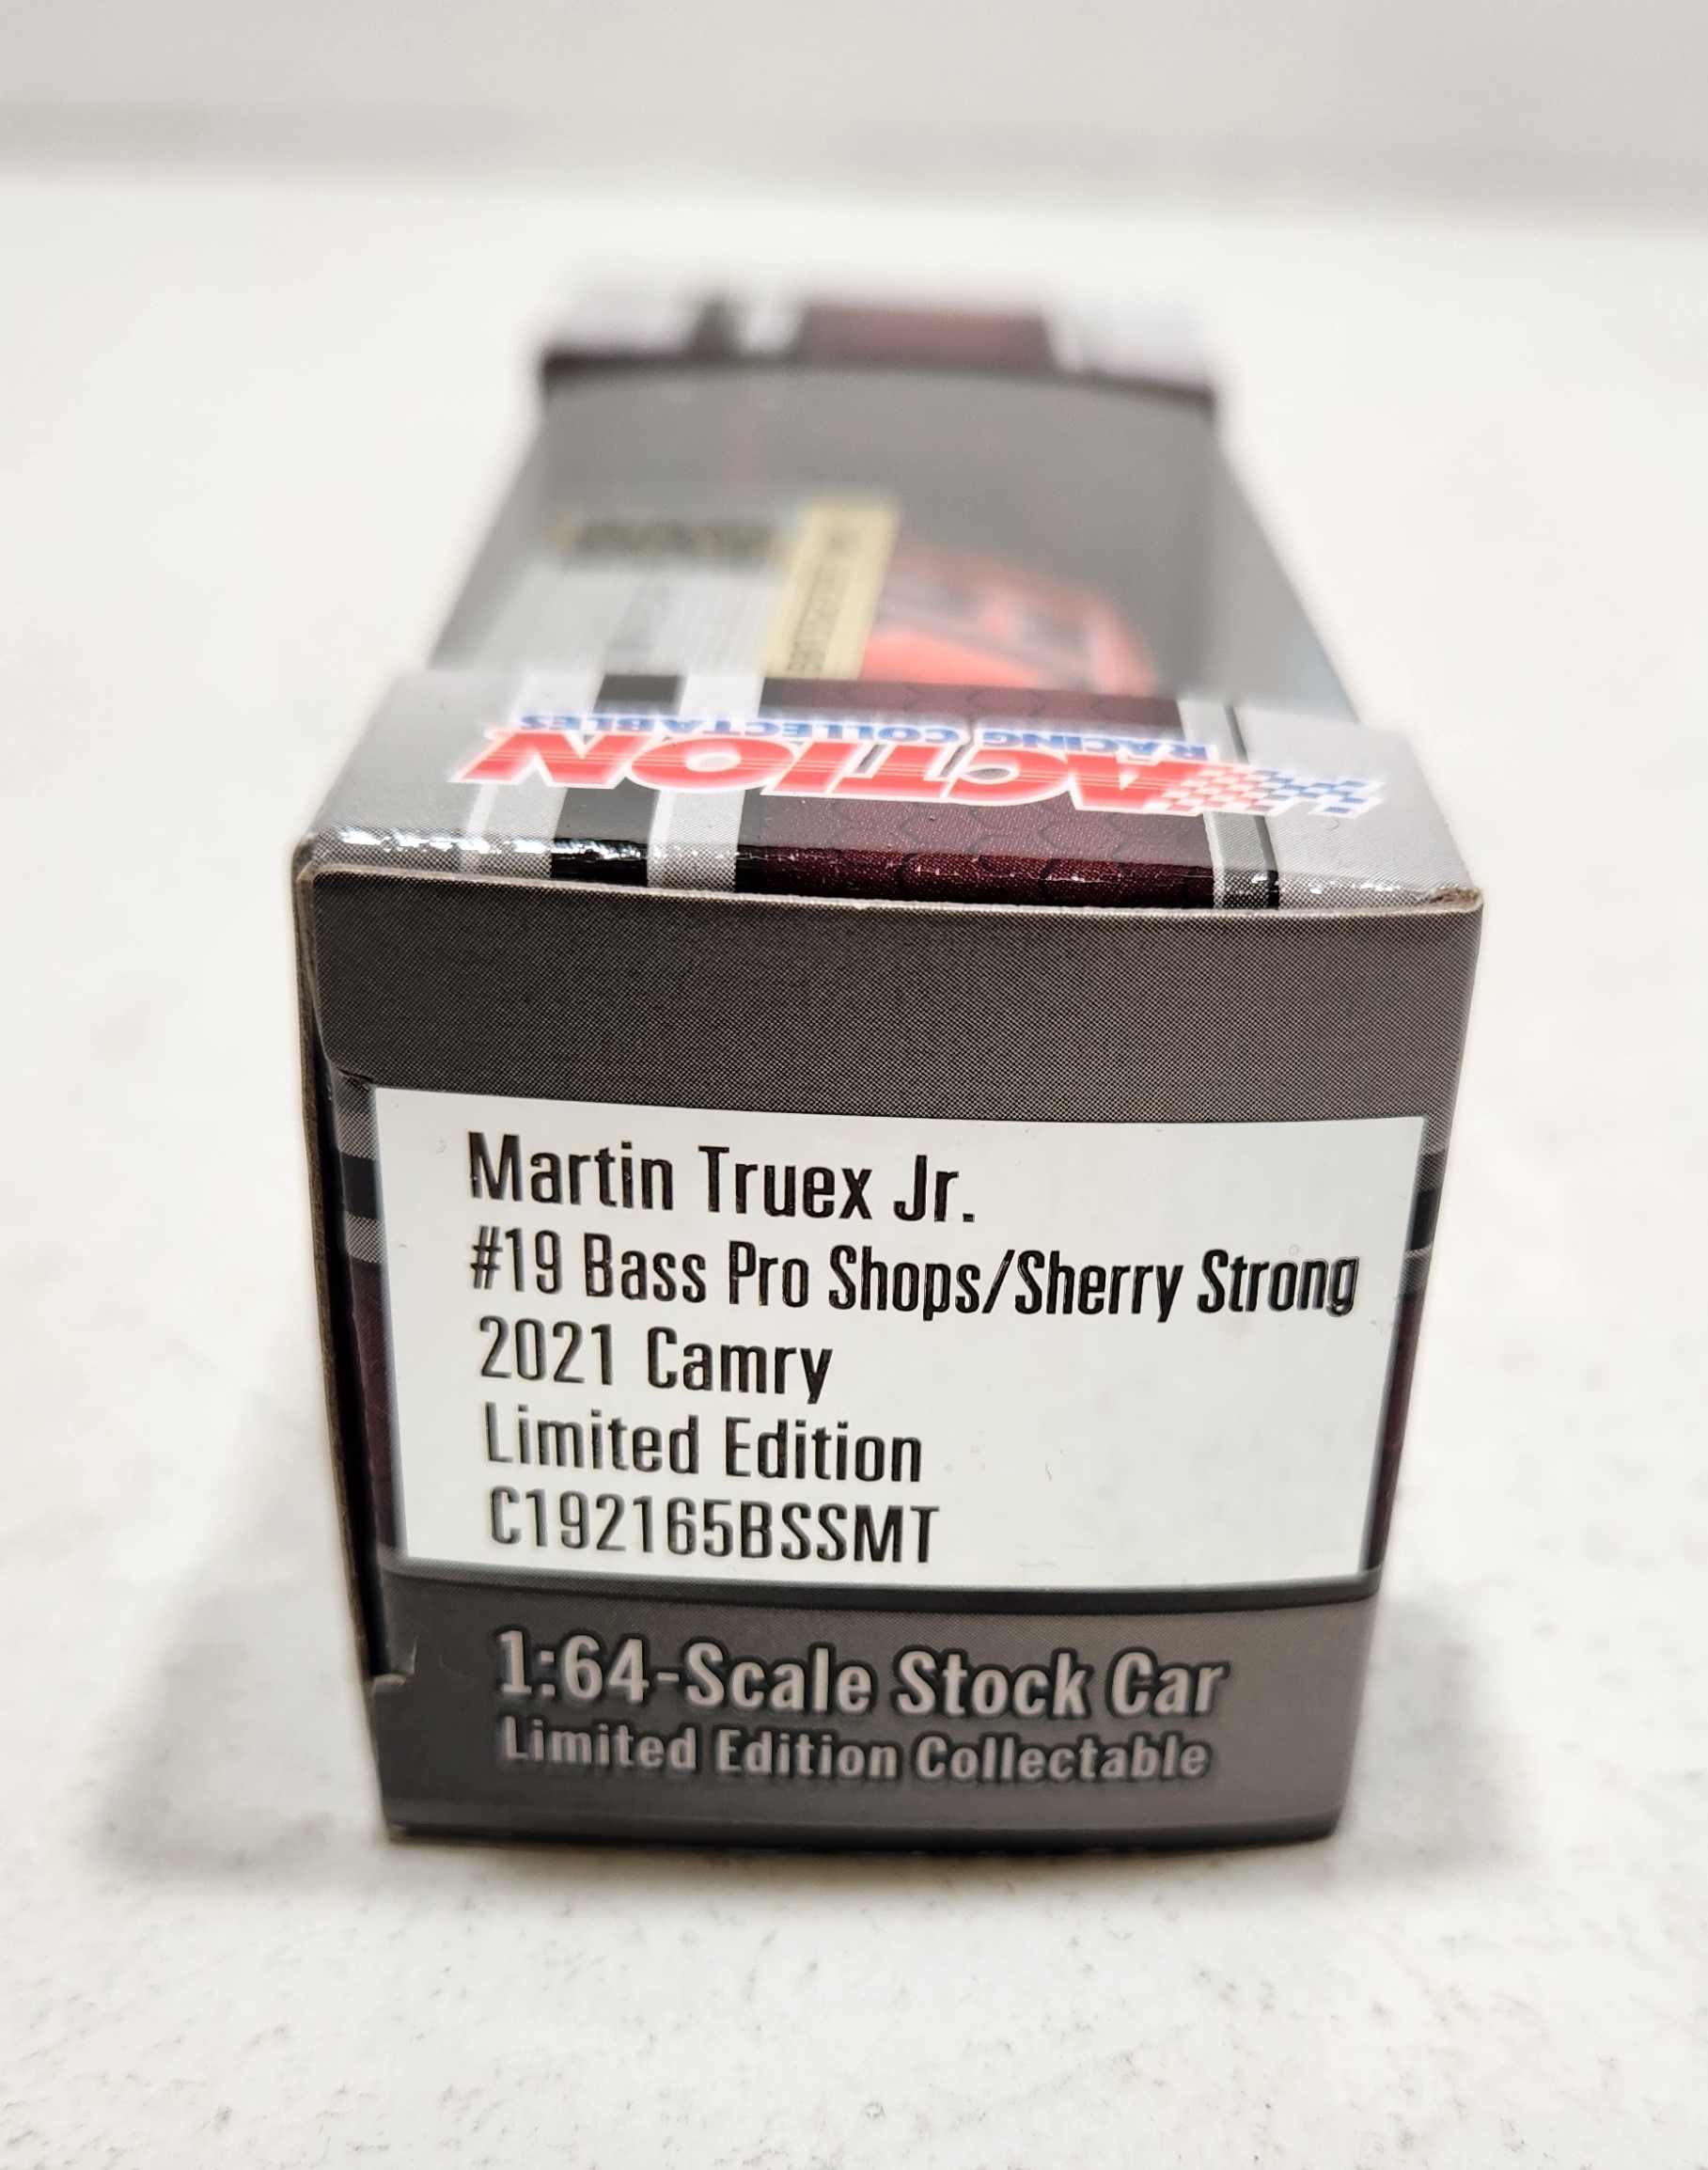 ACTION
RACING COLLECTABLES
Martin Truex Jr.
#19 Bass Pro Shops/Sherry Strong
2021 Camry
Limited Edition
C192165BSSMT
1:64-Scale Stock Car
Limited Edition Collectable